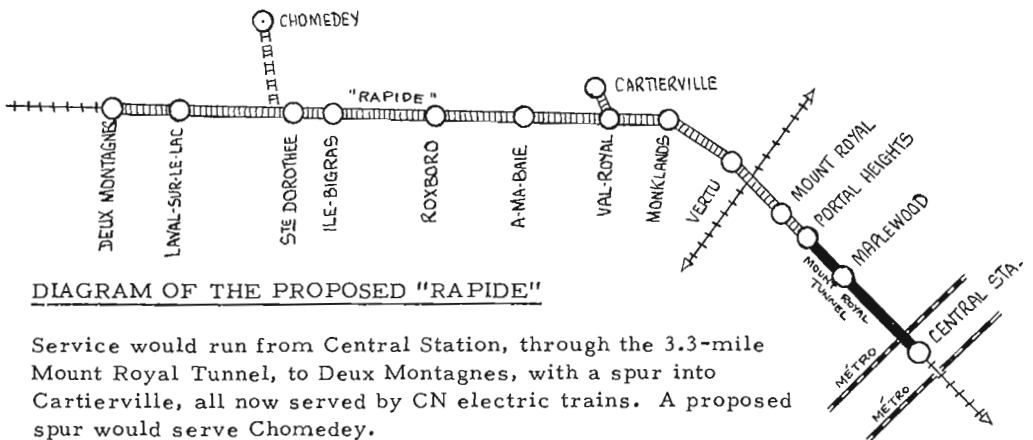 CHOMEDEY
"RAPIDE"
CARTIERVILLE
DEUX MONTAGNES
LAVAL-SUR-LE-LAC
STE DOROTHEE
ILE-BIGRAS
ROXBORO
A-MA-BAIE
VAL-ROYAL
MONKLANDS
VERTU
MOUNT ROYAL
PORTAL HEIGHTS
MAPLEWOOD
MOUNT ROYAL
TUNNEL
CENTRAL STA.
MÉTRO
MÉTRO
DIAGRAM OF THE PROPOSED "RAPIDE"
Service would run from Central Station, through the 3.3-mile
Mount Royal Tunnel, to Deux Montagnes, with a spur into
Cartierville, all now served by CN electric trains. A proposed
spur would serve Chomedey.